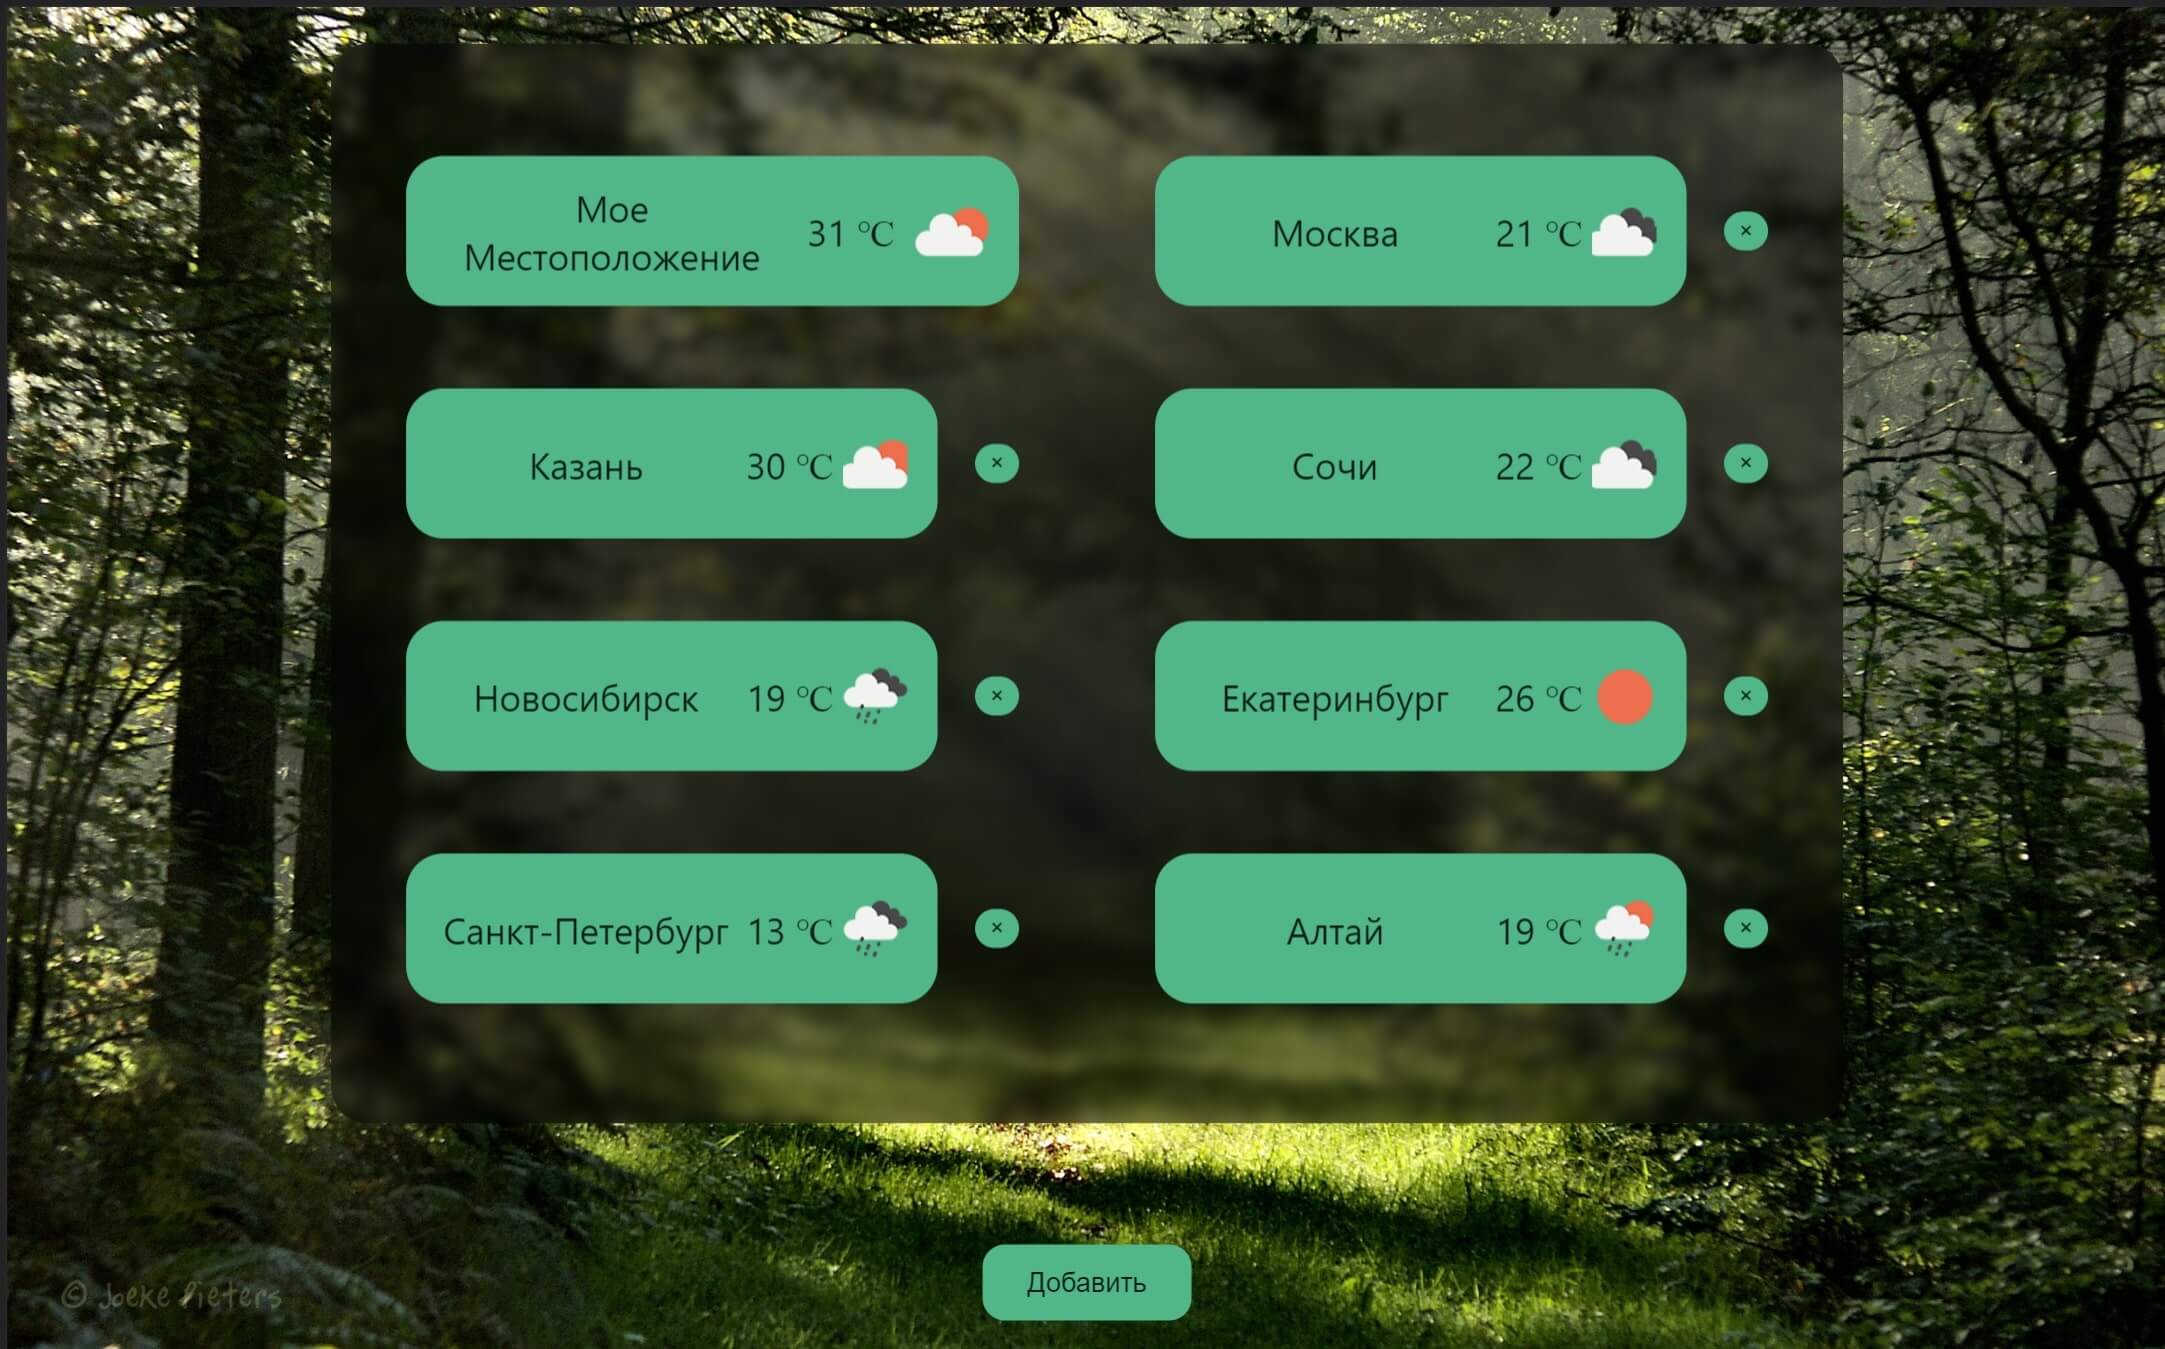 Мое
Местоположение
31 ℃
Москва
21 ℃
×
Казань
30 ℃
×
Сочи
22 ℃
×
Новосибирск
19 ℃
×
Екатеринбург
26 ℃
×
Санкт-Петербург
13 ℃
×
Алтай
19 ℃
×
Добавить
© Joeke Pieters